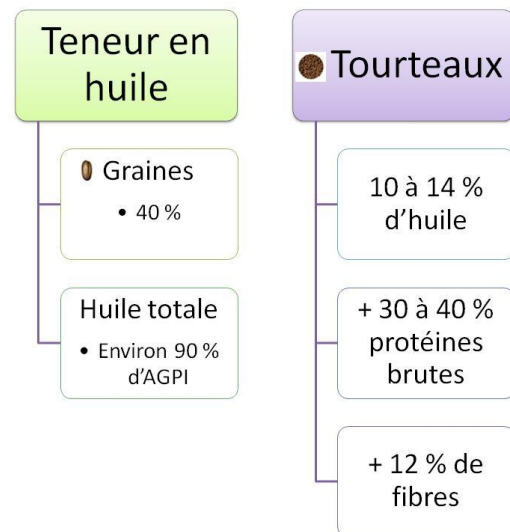 Teneur en
huile
Graines
• 40 %
Huile totale
• Environ 90 %
d'AGPI
Tourteaux
10 à 14 %
d'huile
+ 30 à 40 %
protéines
brutes
+ 12 % de
fibres